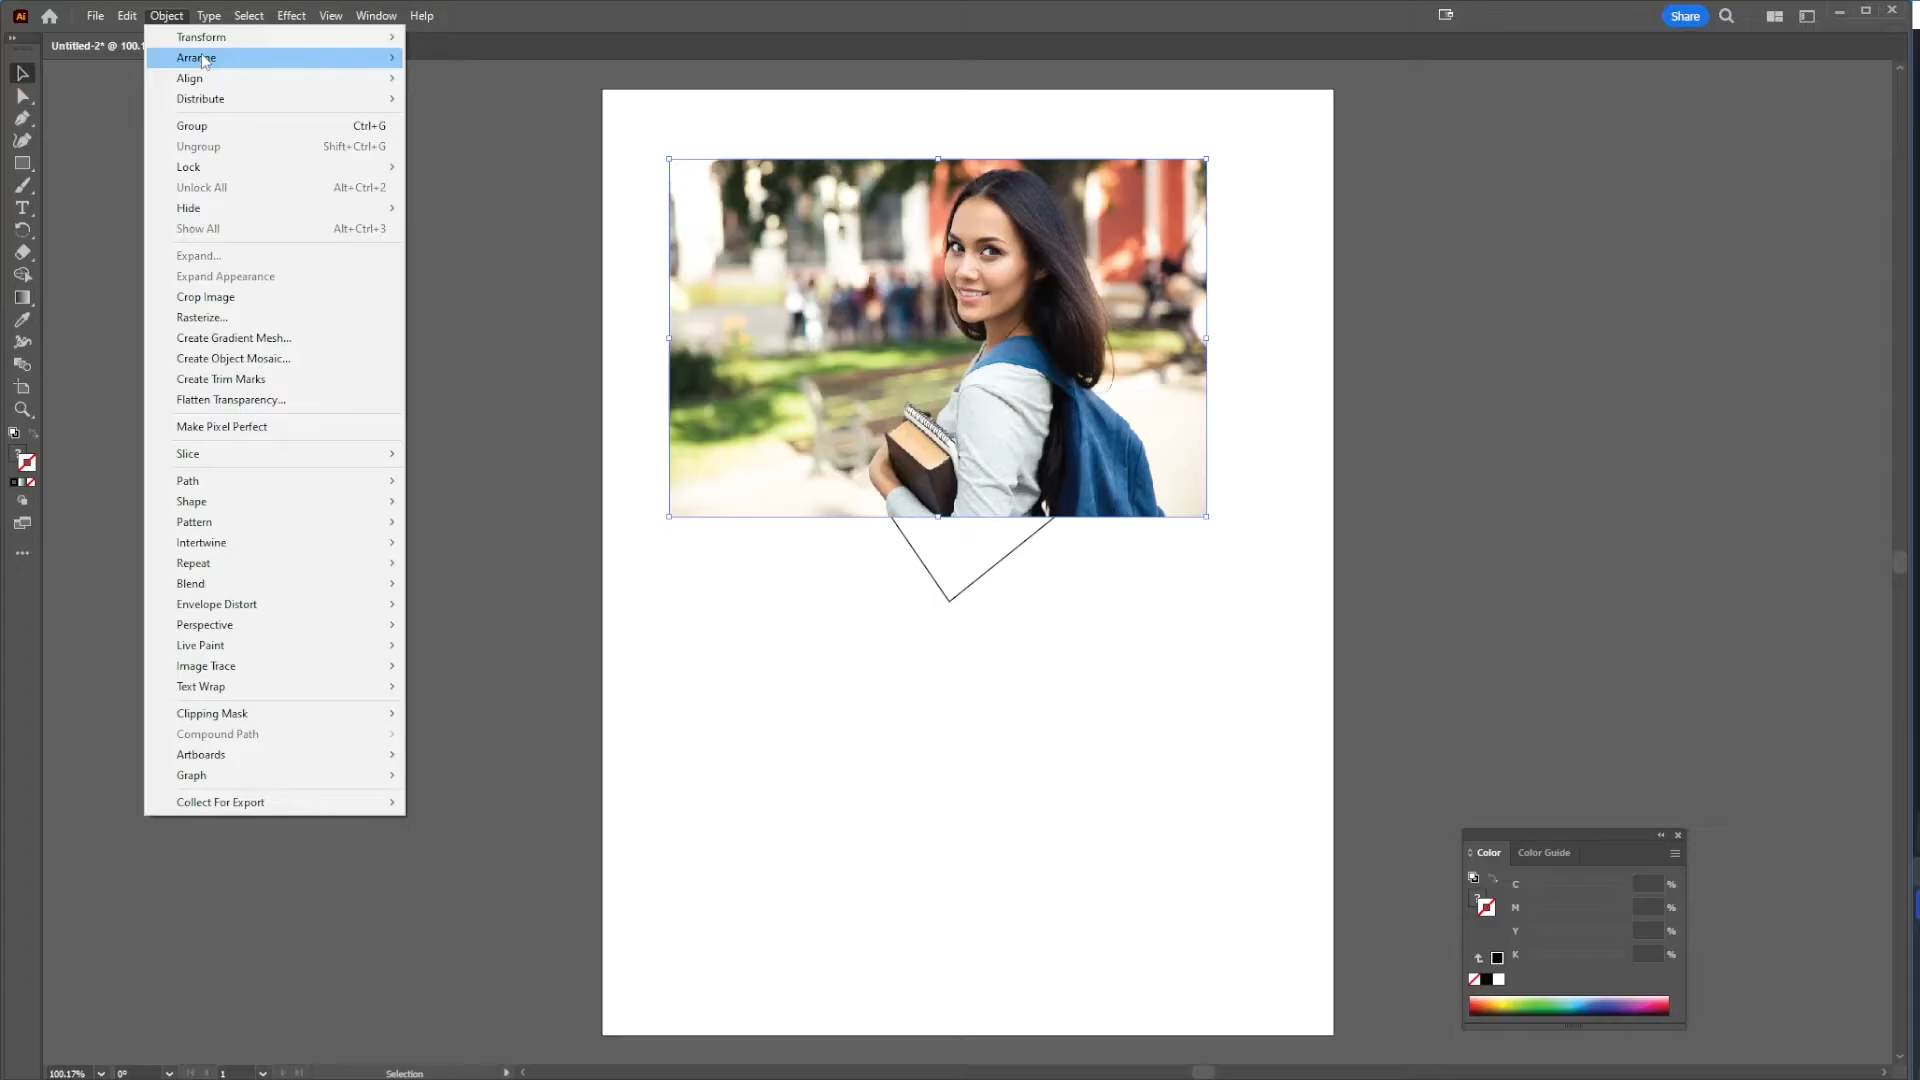 Ai File Edit Object Type Select Effect View Window Help Share
Untitled-2* @ 100.1
Transform
Arrange
Align
Distribute
Group Ctrl+G
Ungroup Shift+Ctrl+G
Lock
Unlock All Alt+Ctrl+2
Hide
Show All Alt+Ctrl+3
Expand...
Expand Appearance
Crop Image
Rasterize...
Create Gradient Mesh...
Create Object Mosaic...
Create Trim Marks
Flatten Transparency...
Make Pixel Perfect
Slice
Path
Shape
Pattern
Intertwine
Repeat
Blend
Envelope Distort
Perspective
Live Paint
Image Trace
Text Wrap
Clipping Mask
Compound Path
Artboards
Graph
Collect For Export
Color Color Guide
C %
M %
Y %
K %
100.17% 0° 1 Selection